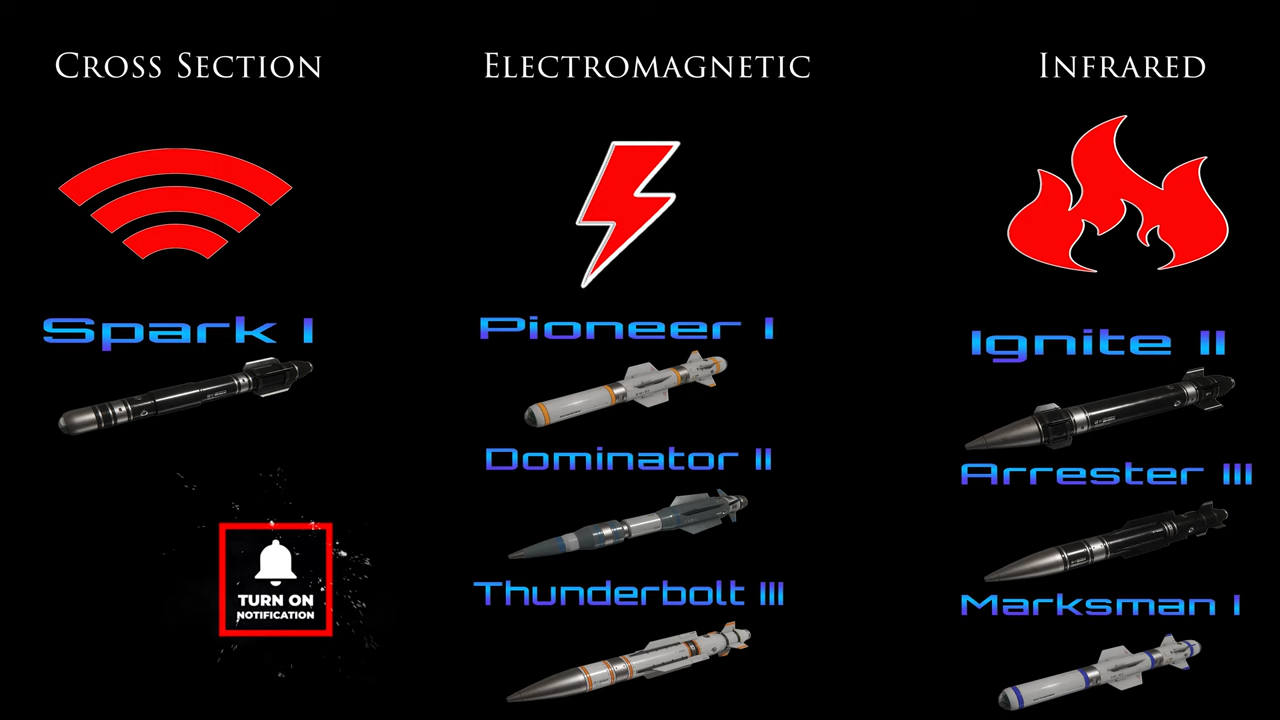 Cross Section
Electromagnetic
Infrared
Spark I
Pioneer I
Ignite II
Dominator II
Arrester III
Thunderbolt III
Marksman I
TURN ON
NOTIFICATION